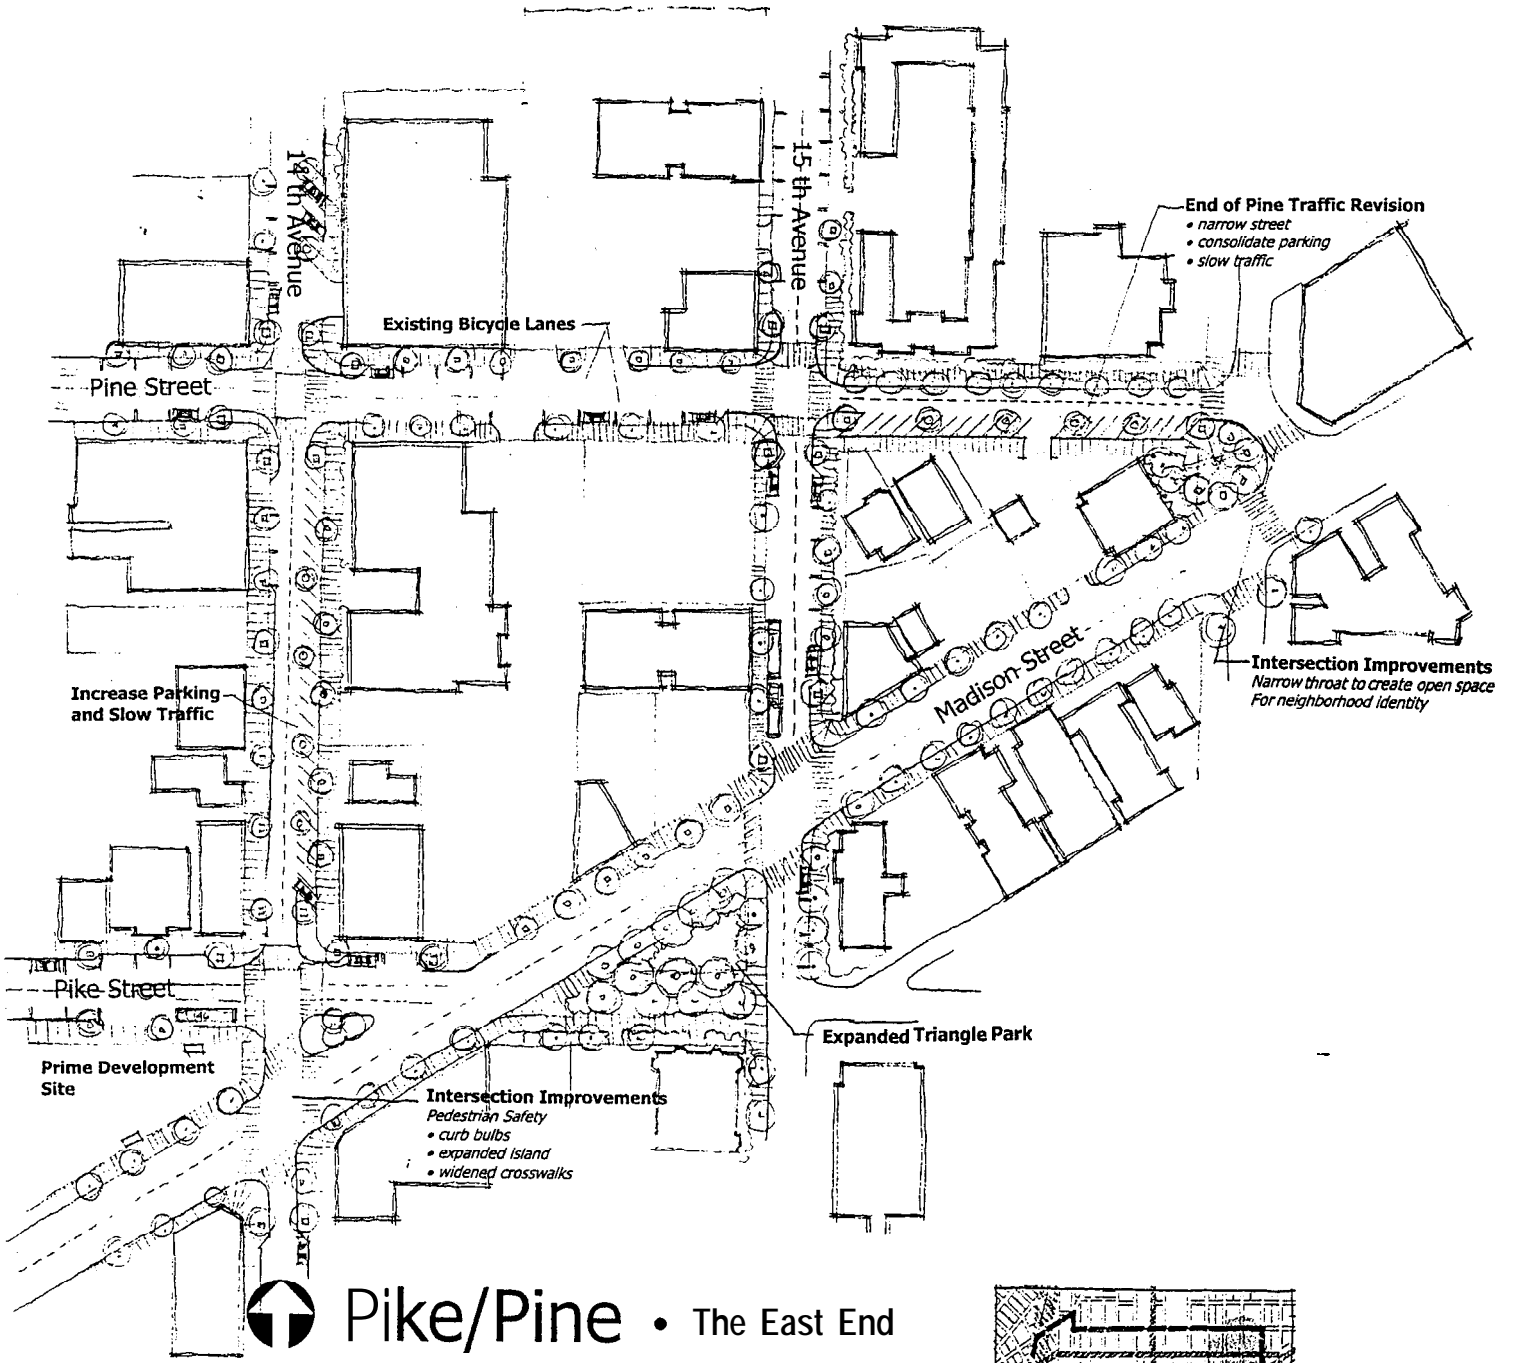 14 th Avenue
15 th Avenue
End of Pine Traffic Revision
• narrow street
• consolidate parking
• slow traffic
Existing Bicycle Lanes
Pine Street
Madison Street
Intersection Improvements
Narrow throat to create open space
For neighborhood identity
Increase Parking
and Slow Traffic
Pike Street
Expanded Triangle Park
Prime Development
Site
Intersection Improvements
Pedestrian Safety
• curb bulbs
• expanded island
• widened crosswalks
Pike/Pine • The East End